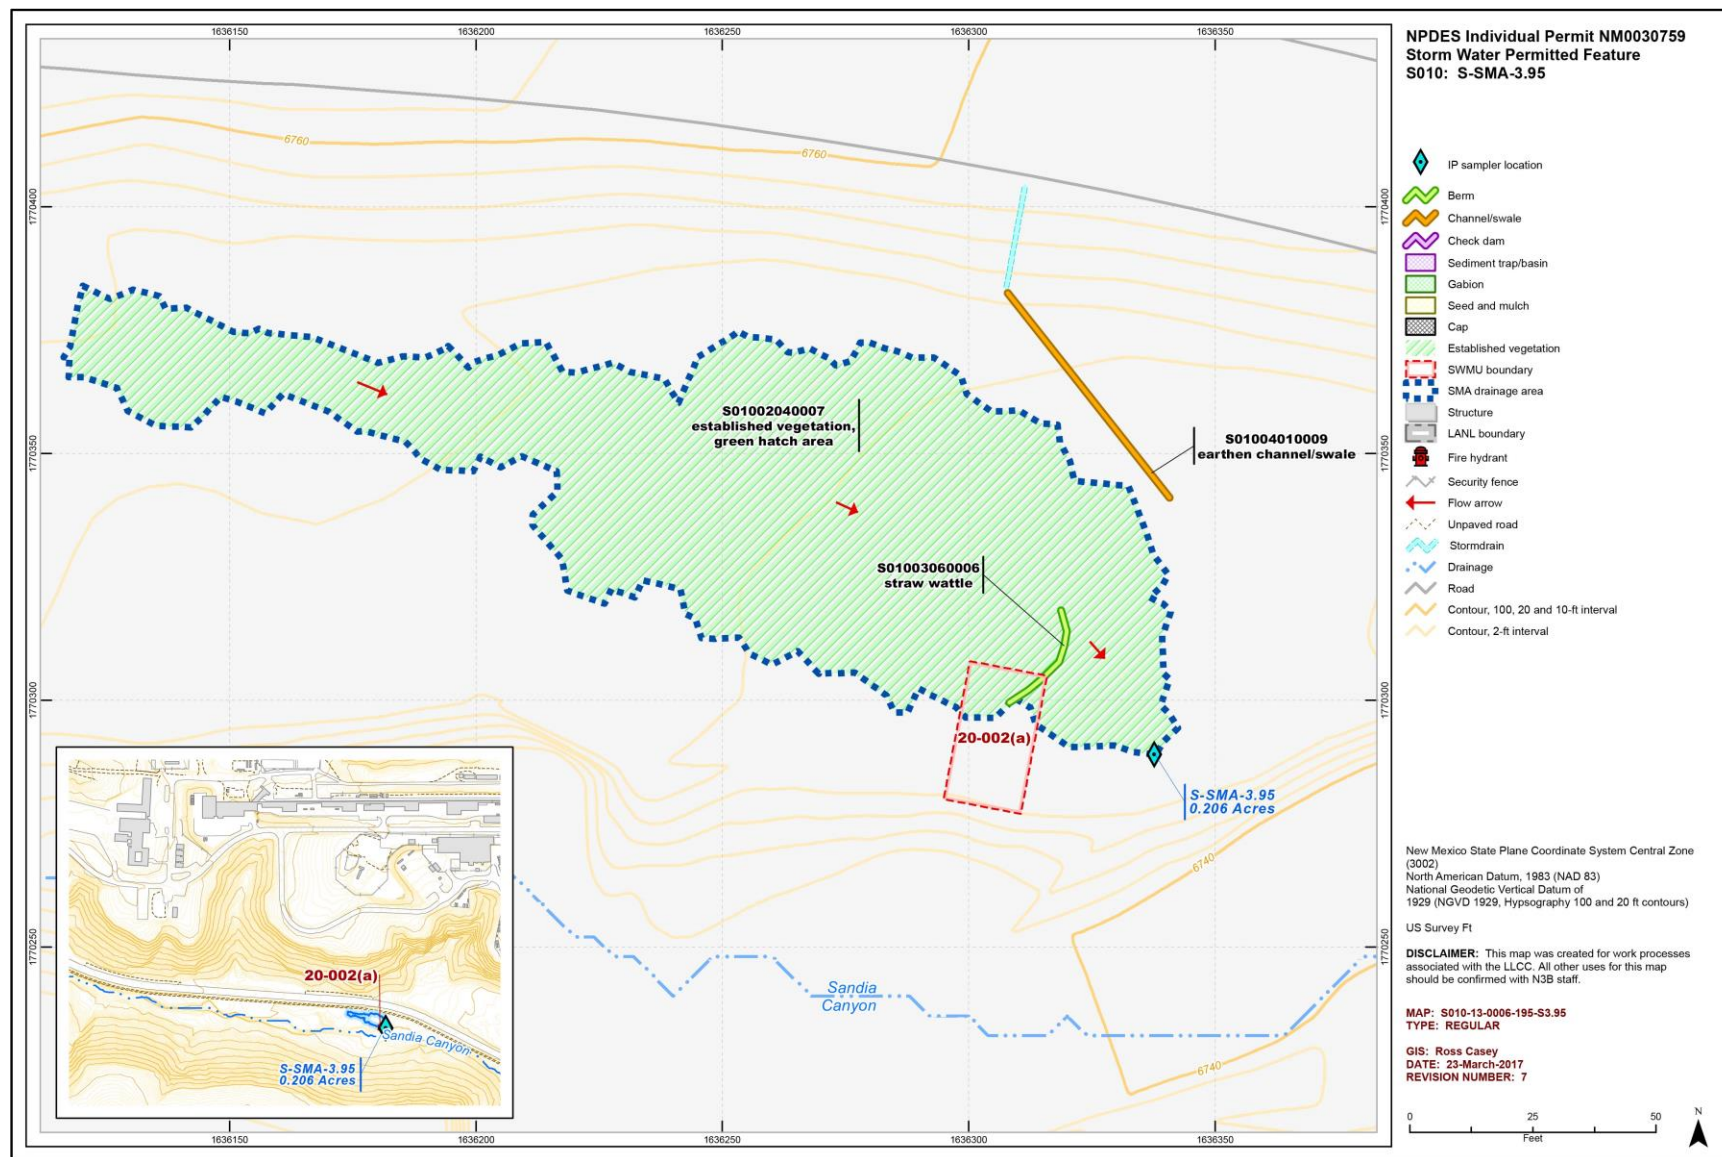 NPDES Individual Permit NM0030759
Storm Water Permitted Feature
S010: S-SMA-3.95
1636150
1636200
1636250
1636300
1636350
1770400
1770400
1770350
1770350
1770300
1770300
1770250
1770250
6760
6760
S01002040007
established vegetation,
green hatch area
S01004010009
earthen channel/swale
S01003060006
straw wattle
20-002(a)
S-SMA-3.95
0.206 Acres
6740
6740
Sandia
Canyon
20-002(a)
Sandia Canyon
S-SMA-3.95
0.206 Acres
1636150
1636200
1636250
1636300
1636350
IP sampler location
Berm
Channel/swale
Check dam
Sediment trap/basin
Gabion
Seed and mulch
Cap
Established vegetation
SWMU boundary
SMA drainage area
Structure
LANL boundary
Fire hydrant
Security fence
Flow arrow
Unpaved road
Stormdrain
Drainage
Road
Contour, 100, 20 and 10-ft interval
Contour, 2-ft interval
New Mexico State Plane Coordinate System Central Zone
(3002)
North American Datum, 1983 (NAD 83)
National Geodetic Vertical Datum of
1929 (NGVD 1929, Hypsography 100 and 20 ft contours)
US Survey Ft
DISCLAIMER: This map was created for work processes
associated with the LLCC. All other uses for this map
should be confirmed with N3B staff.
MAP: S010-13-0006-195-S3.95
TYPE: REGULAR
GIS: Ross Casey
DATE: 23-March-2017
REVISION NUMBER: 7
0 25 50
Feet
N